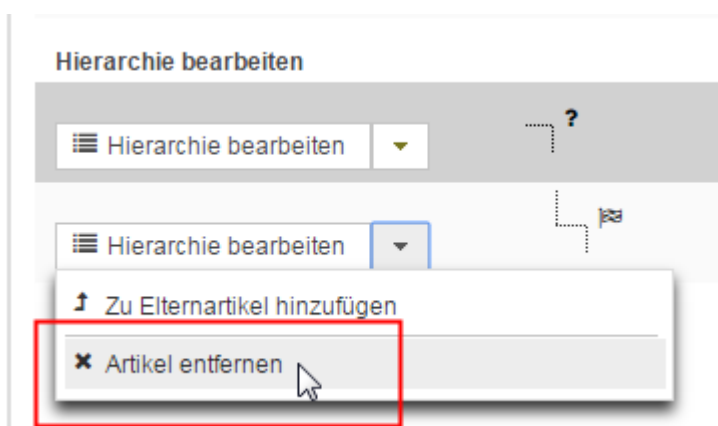 Hierarchie bearbeiten
?
Hierarchie bearbeiten
Hierarchie bearbeiten
Zu Elternartikel hinzufügen
Artikel entfernen